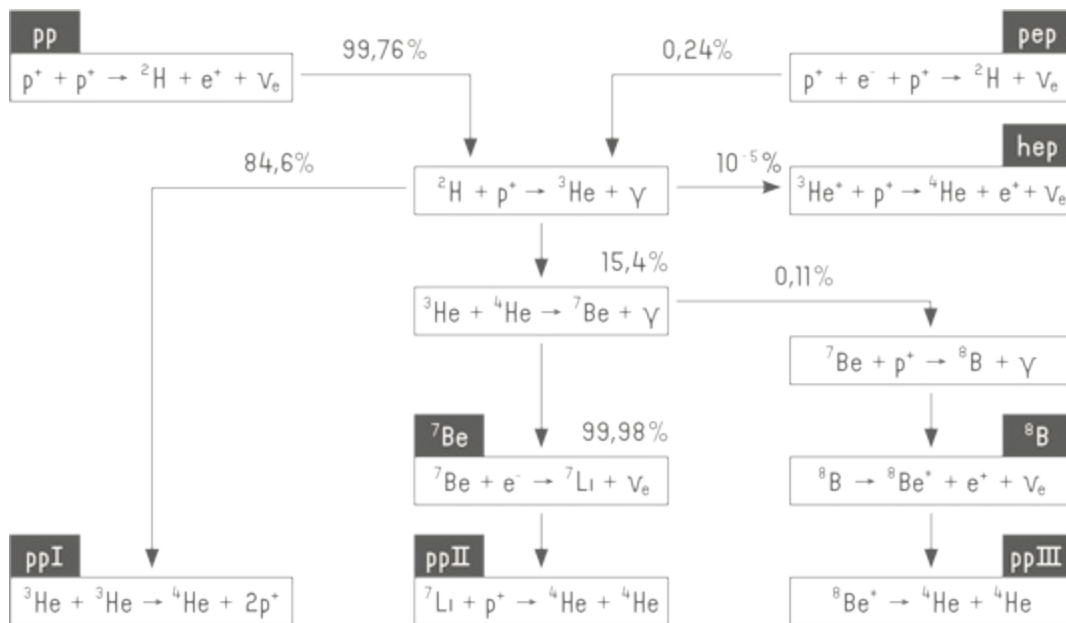 pp
pep
99,76%
0,24%
p⁺ + p⁺ → ²H + e⁺ + νₑ
p⁺ + e⁻ + p⁺ → ²H + νₑ
hep
84,6%
10⁻⁵%
²H + p⁺ → ³He + γ
³He* + p⁺ → ⁴He + e⁺ + νₑ
15,4%
0,11%
³He + ⁴He → ⁷Be + γ
⁷Be + p⁺ → ⁸B + γ
⁷Be
99,98%
⁸B
⁷Be + e⁻ → ⁷Li + νₑ
⁸B → ⁸Be* + e⁺ + νₑ
ppI
ppII
ppIII
³He + ³He → ⁴He + 2p⁺
⁷Li + p⁺ → ⁴He + ⁴He
⁸Be* → ⁴He + ⁴He